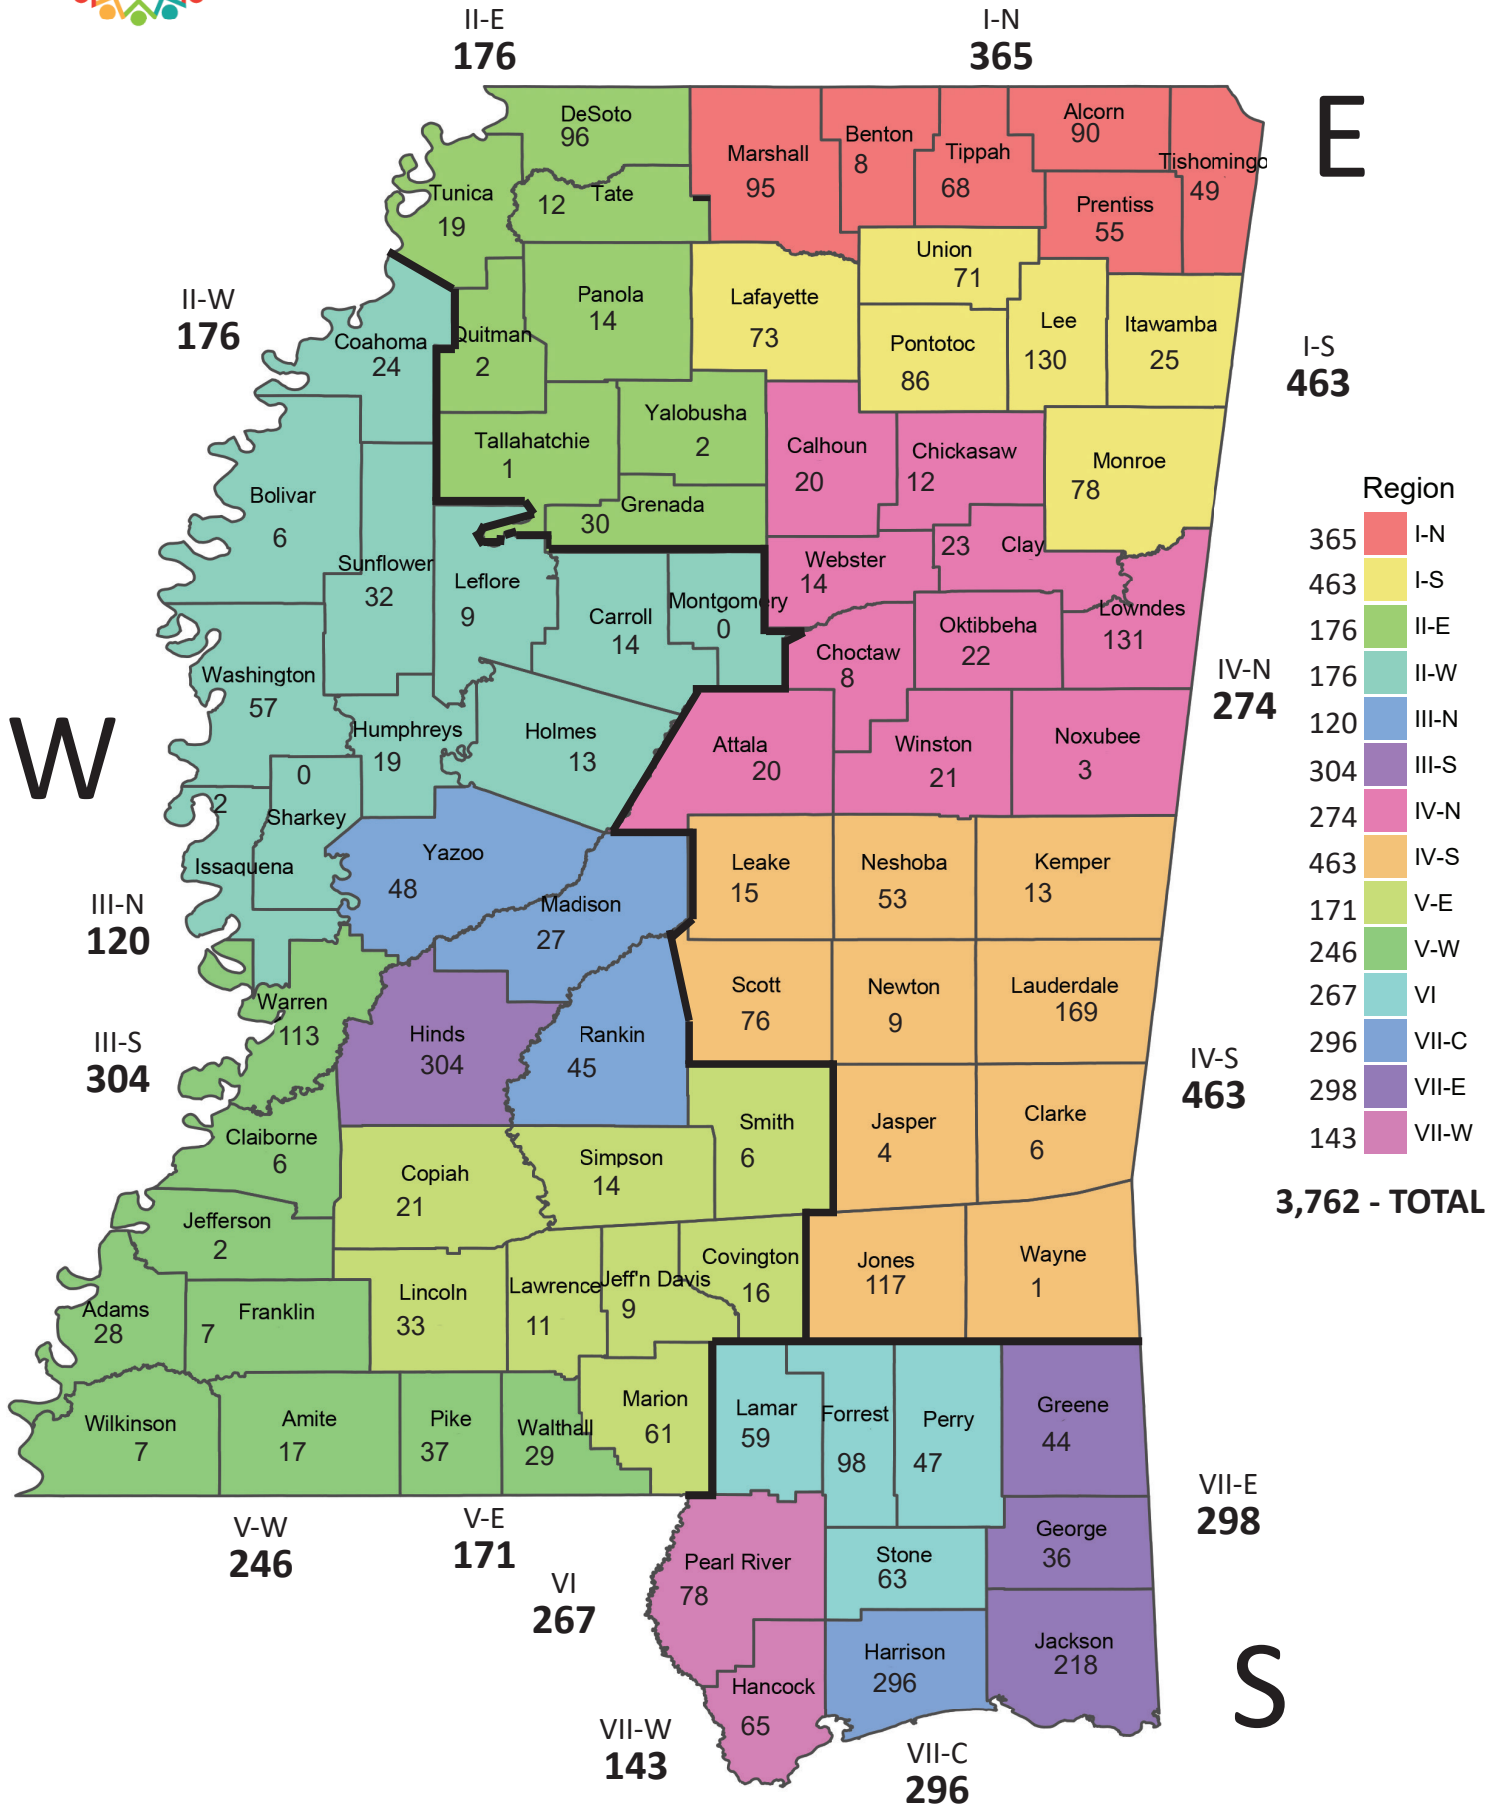 II-E
176
I-N
365
E
DeSoto
96
Marshall
95
Benton
8
Tippah
68
Alcorn
90
Tishomingo
49
Prentiss
55
Tunica
19
12 Tate
Union
71
Lafayette
73
Panola
14
Quitman
2
II-W
176
Coahoma
24
Pontotoc
86
Lee
130
Itawamba
25
I-S
463
Tallahatchie
1
Yalobusha
2
Calhoun
20
Chickasaw
12
Monroe
78
Bolivar
6
Grenada
30
Sunflower
32
Leflore
9
Carroll
14
Montgomery
0
Webster
14
23 Clay
Lowndes
131
Oktibbeha
22
Choctaw
8
IV-N
274
Washington
57
Humphreys
19
Holmes
13
Attala
20
Winston
21
Noxubee
3
W
0
Sharkey
2
Issaquena
Yazoo
48
Madison
27
Leake
15
Neshoba
53
Kemper
13
III-N
120
Warren
113
Hinds
304
Rankin
45
Scott
76
Newton
9
Lauderdale
169
III-S
304
IV-S
463
Claiborne
6
Copiah
21
Simpson
14
Smith
6
Jasper
4
Clarke
6
Jefferson
2
Adams
28
Franklin
7
Lincoln
33
Lawrence
11
Jeff'n Davis
9
Covington
16
Jones
117
Wayne
1
Wilkinson
7
Amite
17
Pike
37
Walthall
29
Marion
61
Lamar
59
Forrest
98
Perry
47
Greene
44
V-W
246
V-E
171
VI
267
VII-E
298
Pearl River
78
Stone
63
George
36
Hancock
65
Harrison
296
Jackson
218
S
VII-W
143
VII-C
296
Region
365 I-N
463 I-S
176 II-E
176 II-W
120 III-N
304 III-S
274 IV-N
463 IV-S
171 V-E
246 V-W
267 VI
296 VII-C
298 VII-E
143 VII-W
3,762 - TOTAL